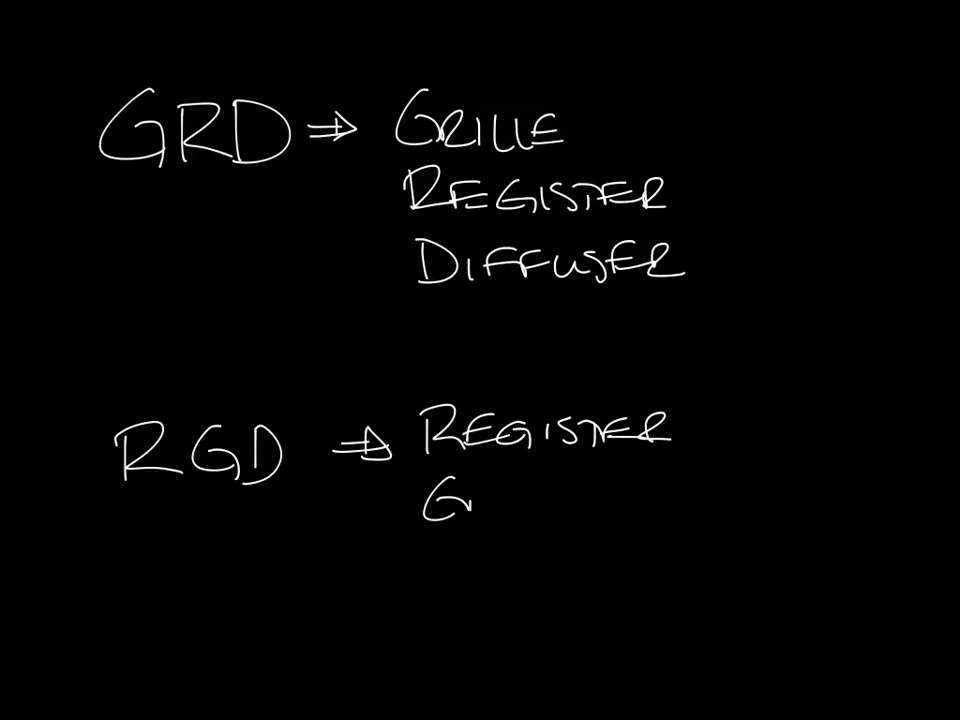 GRD ⇒ GRILLE
REGISTER
DIFFUSER
RGD ⇒ REGISTER
G